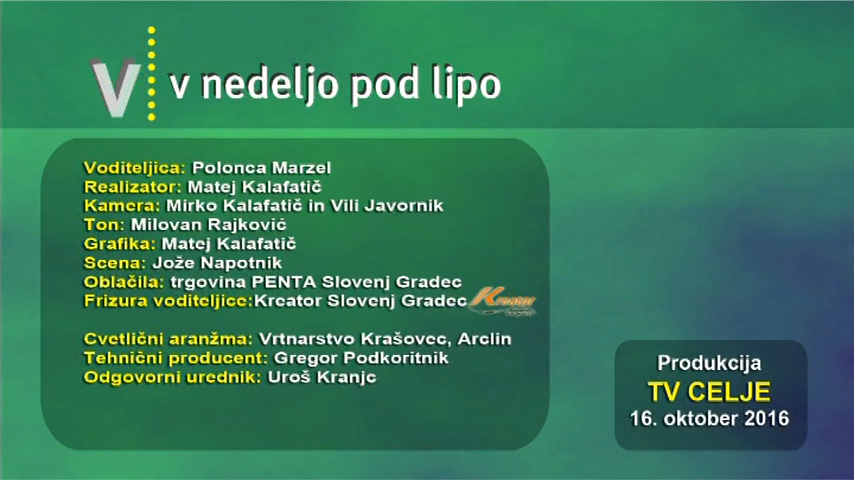 V
v nedeljo pod lipo
Voditeljica: Polonca Marzel
Realizator: Matej Kalafatič
Kamera: Mirko Kalafatič in Vili Javornik
Ton: Milovan Rajković
Grafika: Matej Kalafatič
Scena: Jože Napotnik
Oblačila: trgovina PENTA Slovenj Gradec
Frizura voditeljice:Kreator Slovenj Gradec Kreator
Cvetlični aranžma: Vrtnarstvo Krašovec, Arclin
Tehnični producent: Gregor Podkoritnik
Odgovorni urednik: Uroš Kranjc
Produkcija
TV CELJE
16. oktober 2016